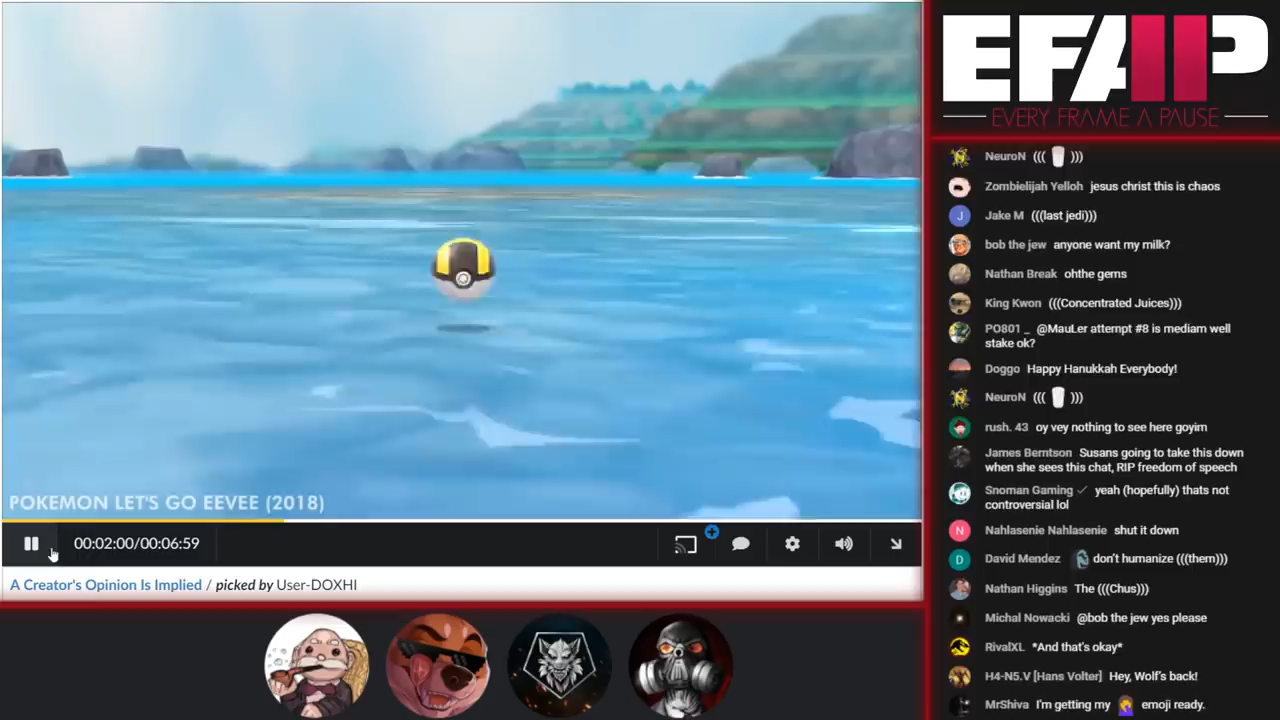 EFAP
EVERY FRAME A PAUSE
NeuroN ((( )))
Zombielijah Yelloh jesus christ this is chaos
J Jake M (((last jedi)))
bob the jew anyone want my milk?
Nathan Break ohthe gems
King Kwon (((Concentrated Juices)))
PO801 _ @MauLer attempt #8 is mediam well
stake ok?
Doggo Happy Hanukkah Everybody!
NeuroN ((( )))
rush. 43 oy vey nothing to see here goyim
James Berntson Susans going to take this down
when she sees this chat, RIP freedom of speech
Snoman Gaming ✓ yeah (hopefully) thats not
controversial lol
N Nahlasenie Nahlasenie shut it down
D David Mendez don't humanize (((them)))
Nathan Higgins The (((Chus)))
Michal Nowacki @bob the jew yes please
RivalXL *And that's okay*
H4-N5.V [Hans Volter] Hey, Wolf's back!
MrShiva I'm getting my emoji ready.
POKEMON LET'S GO EEVEE (2018)
00:02:00/00:06:59
A Creator's Opinion Is Implied / picked by User-DOXHI